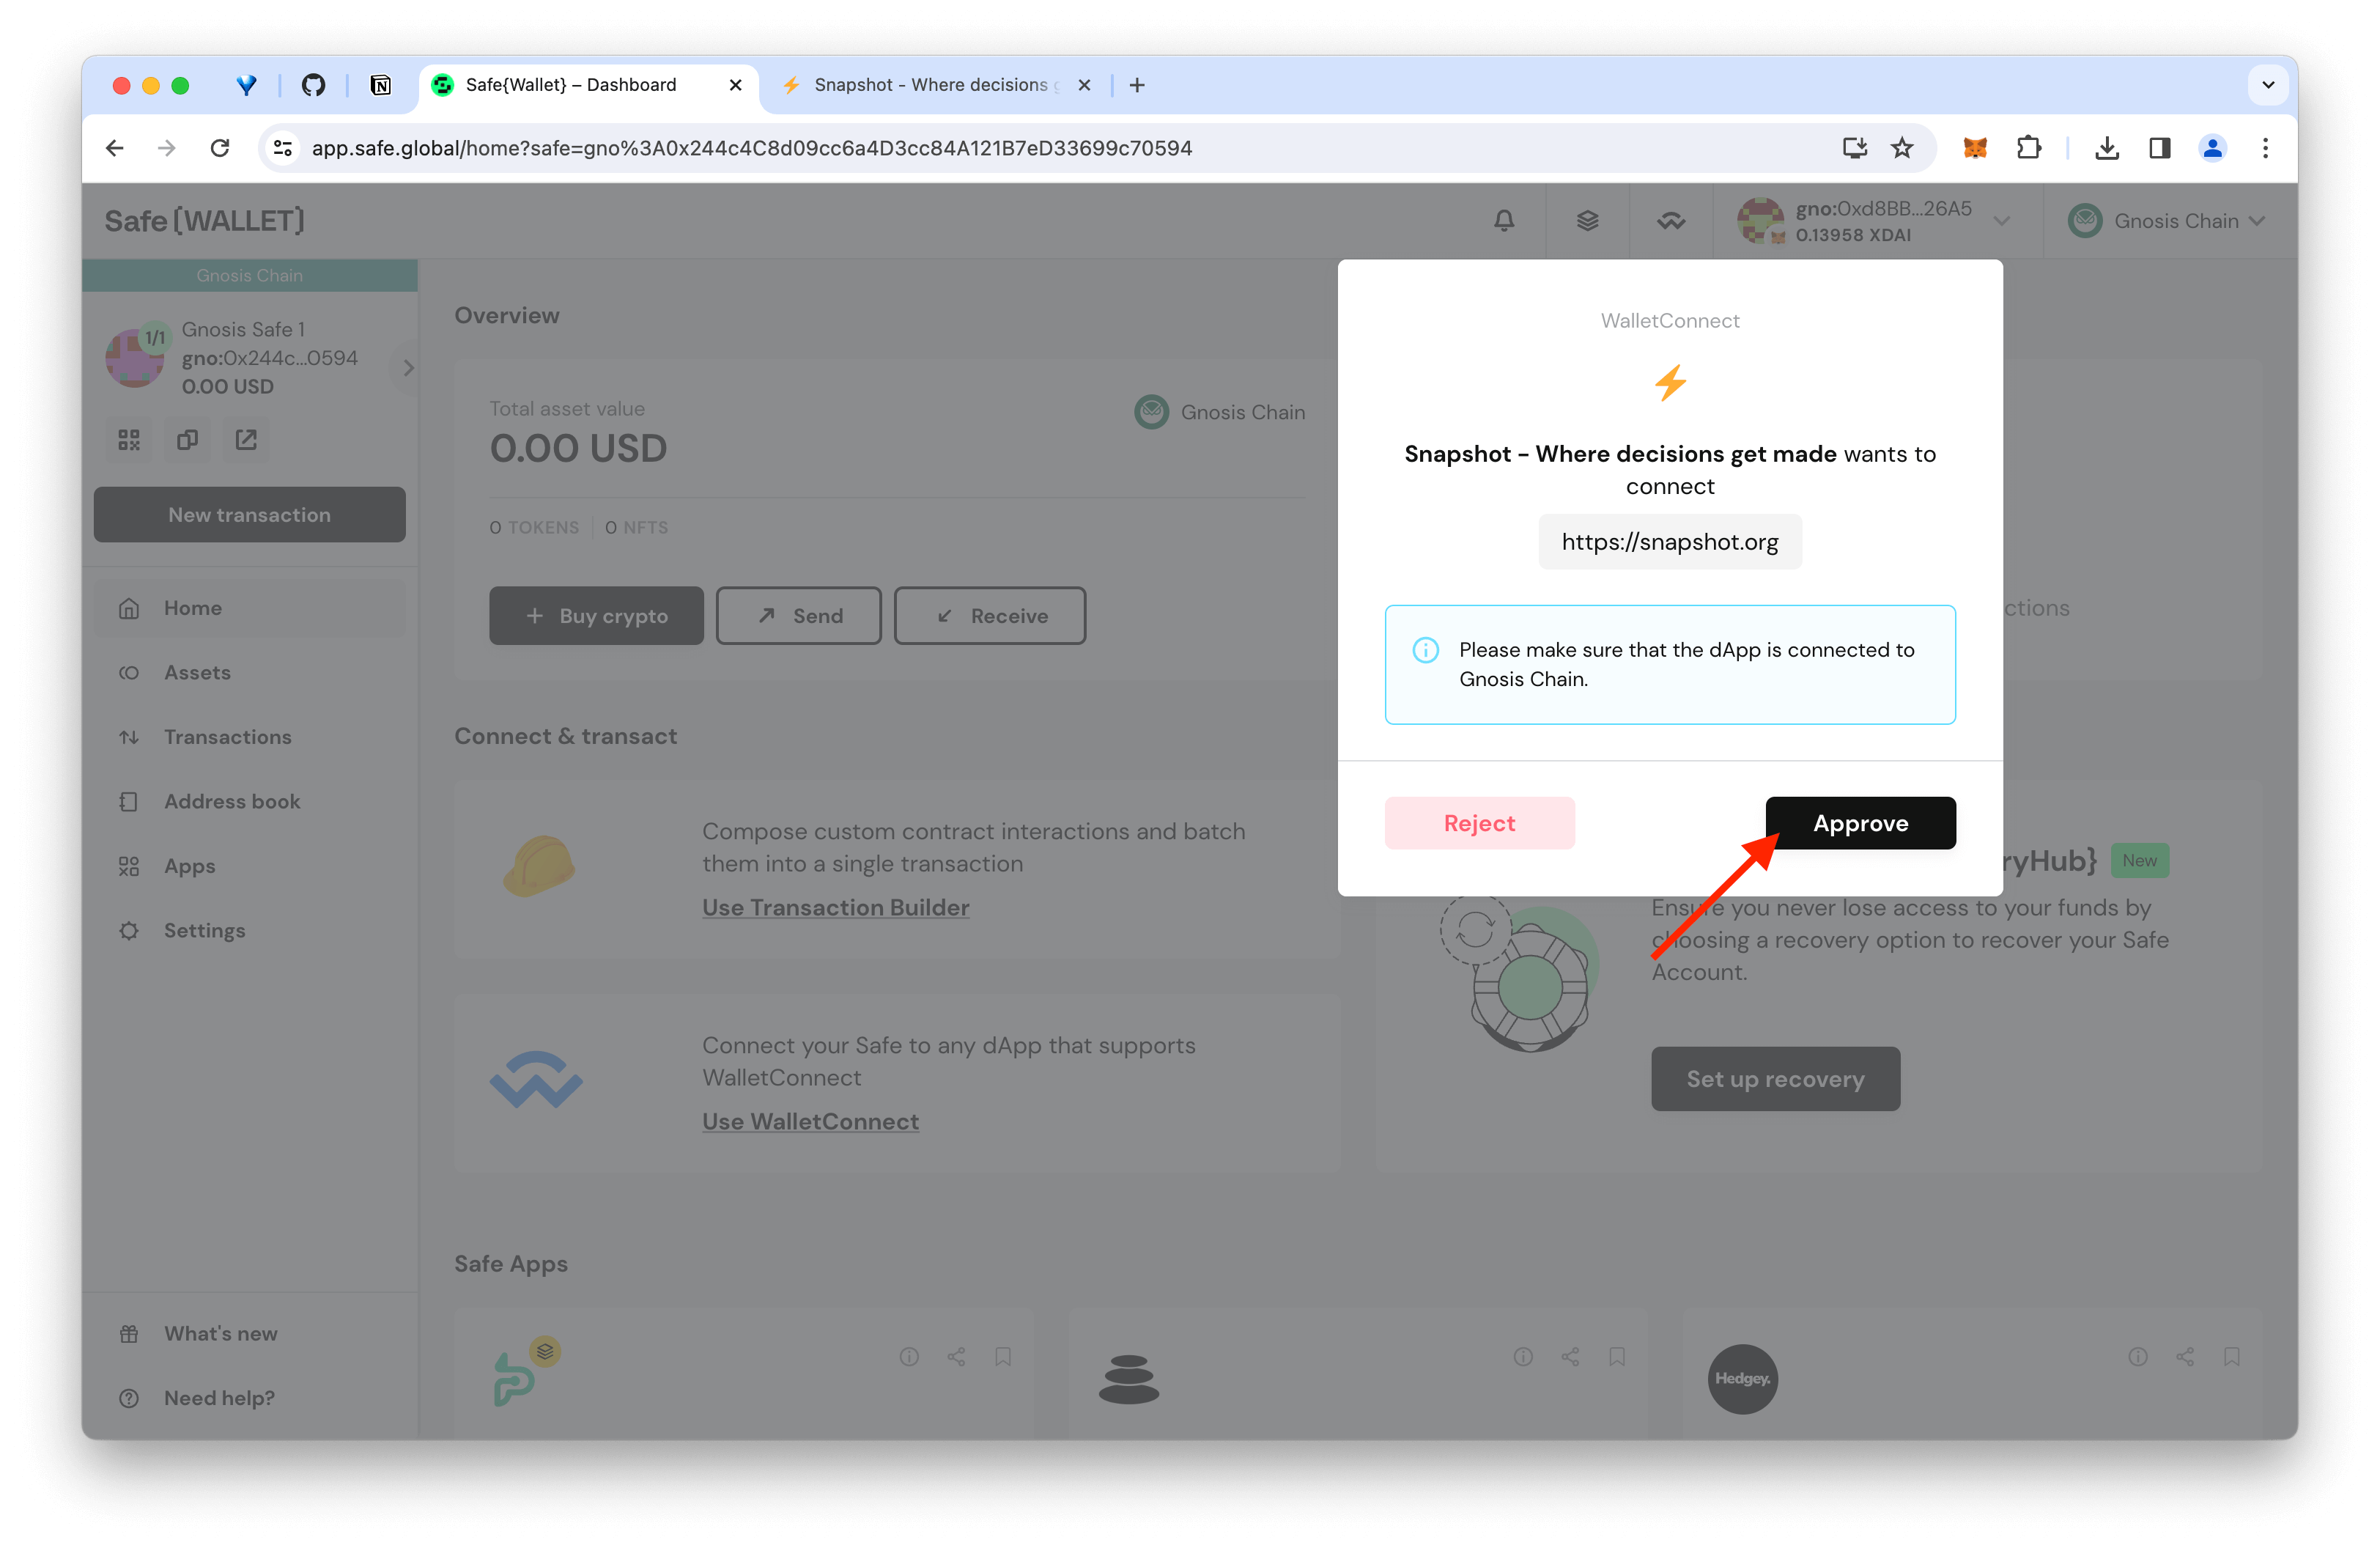 Safe{Wallet} – Dashboard
Snapshot - Where decisions
app.safe.global/home?safe=gno%3A0x244c4C8d09cc6a4D3cc84A121B7eD33699c70594
Safe{WALLET}
gno:0xd8BB...26A5
0.13958 XDAI
Gnosis Chain
Gnosis Chain
1/1
Gnosis Safe 1
gno:0x244c...0594
0.00 USD
New transaction
Home
Assets
Transactions
Address book
Apps
Settings
What's new
Need help?
Overview
Total asset value
0.00 USD
Gnosis Chain
0 TOKENS
0 NFTS
Buy crypto
Send
Receive
Connect & transact
Compose custom contract interactions and batch
them into a single transaction
Use Transaction Builder
Connect your Safe to any dApp that supports
WalletConnect
Use WalletConnect
WalletConnect
Snapshot - Where decisions get made wants to
connect
https://snapshot.org
Please make sure that the dApp is connected to
Gnosis Chain.
Reject
Approve
ctions
ryHub}
New
Ensure you never lose access to your funds by
choosing a recovery option to recover your Safe
Account.
Set up recovery
Safe Apps
Hedgey.